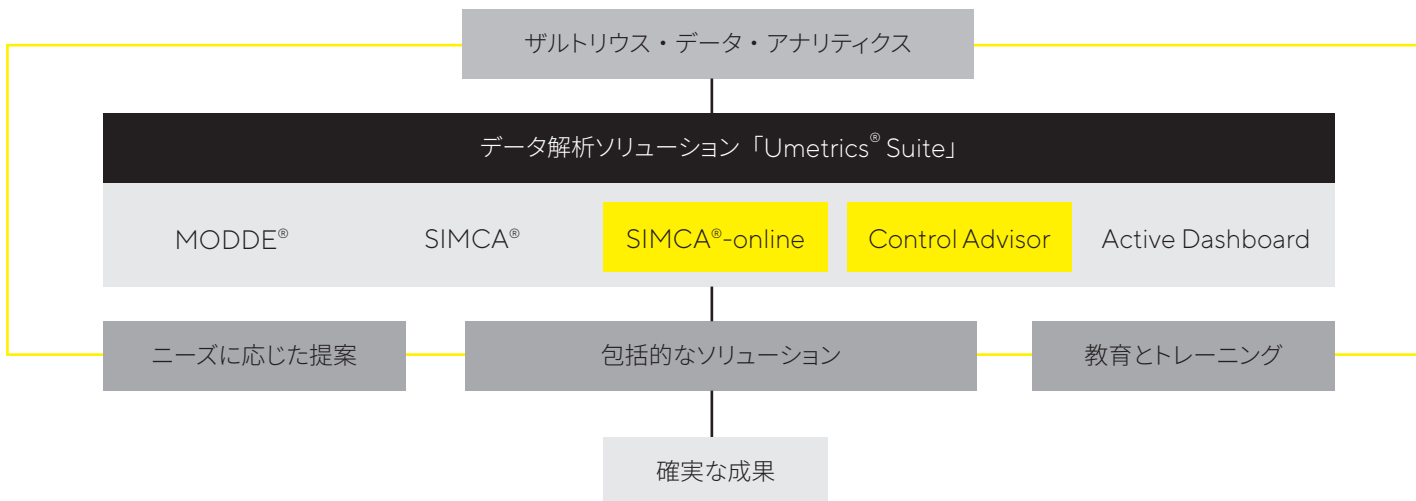 ザルトリウス・データ・アナリティクス
データ解析ソリューション「Umetrics® Suite」
MODDE®
SIMCA®
SIMCA®-online
Control Advisor
Active Dashboard
ニーズに応じた提案
包括的なソリューション
教育とトレーニング
確実な成果